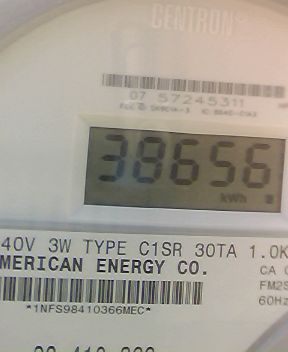 CENTRON
07 57245311
38656
kWh
40V 3W TYPE C1SR 30TA 1.0K
MERICAN ENERGY CO.
CA
FM2S
60Hz
*1NFS98410366MEC*